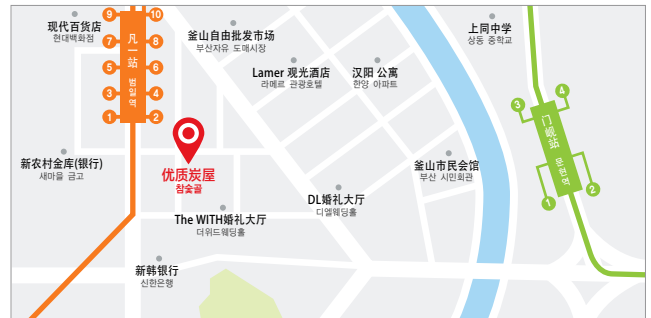 9
10
现代百货店
현대백화점
7
8
凡一站
범일역
5
6
3
4
1
2
釜山自由批发市场
부산자유 도매시장
Lamer 观光酒店
라메르 관광호텔
汉阳 公寓
한양 아파트
上同中学
상동 중학교
3
4
门岘站
문현역
1
2
新农村金库(银行)
새마을 금고
优质炭屋
참숯골
釜山市民会馆
부산 시민회관
DL婚礼大厅
디엘웨딩홀
The WITH婚礼大厅
더위드웨딩홀
新韩银行
신한은행